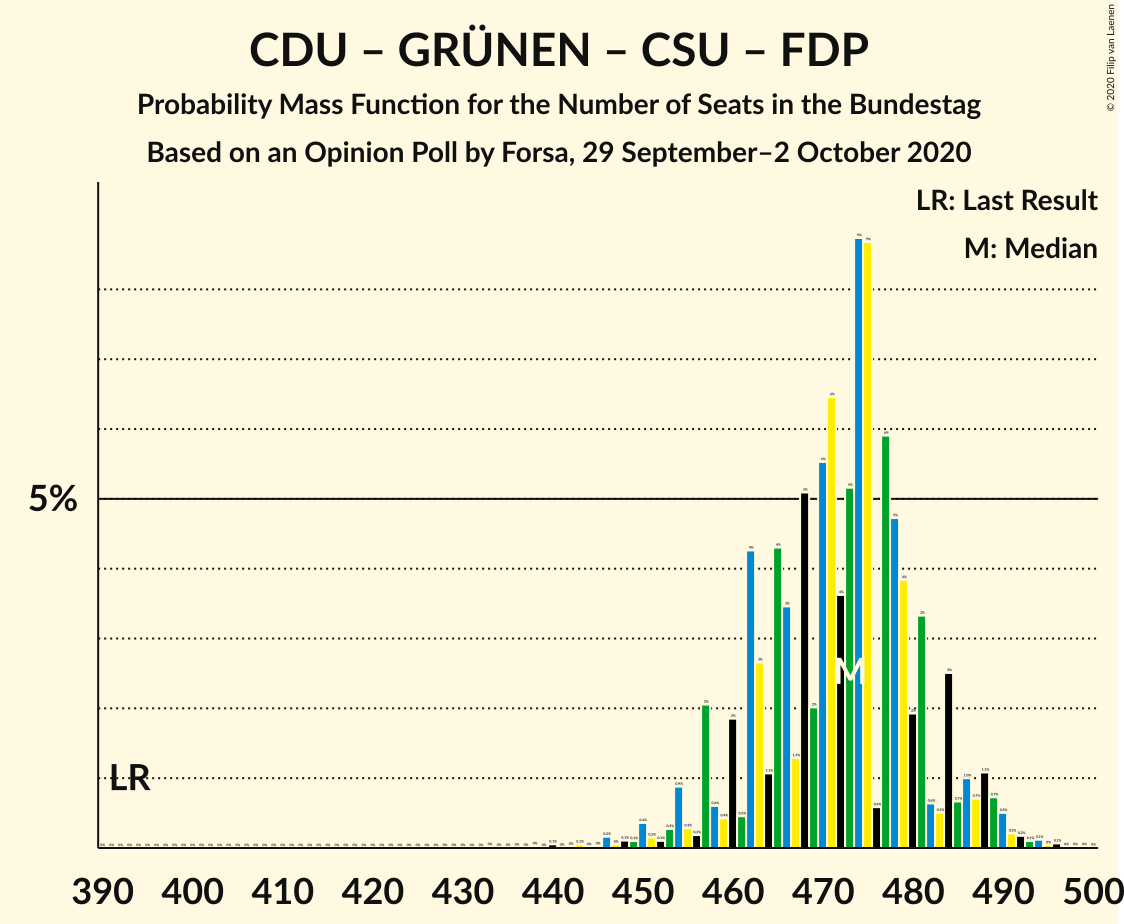 CDU – GRÜNEN – CSU – FDP
Probability Mass Function for the Number of Seats in the Bundestag
Based on an Opinion Poll by Forsa, 29 September–2 October 2020
© 2020 Filip van Laenen
LR: Last Result
M: Median
5%
LR
M
390 400 410 420 430 440 450 460 470 480 490 500